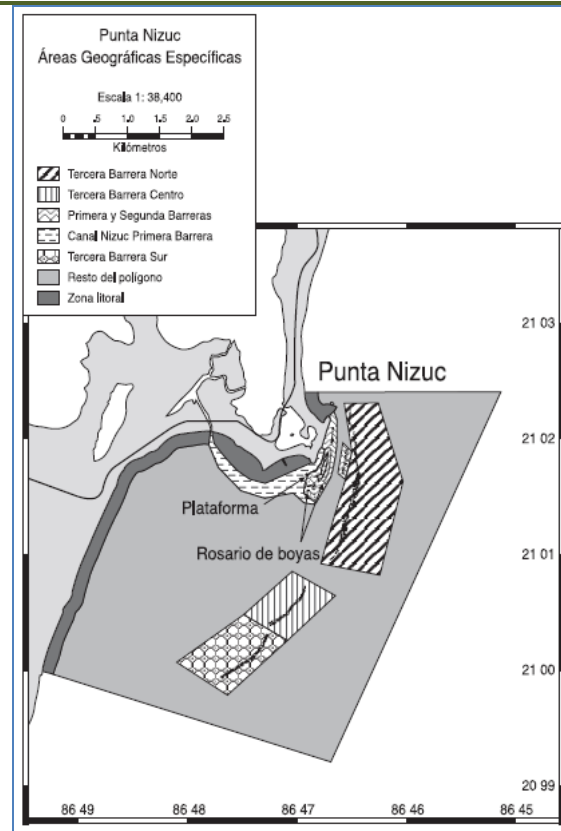 Punta Nizuc
Áreas Geográficas Específicas
Escala 1: 38,400
0 .5 1.0 1.5 2.0 2.5
Kilómetros
Tercera Barrera Norte
Tercera Barrera Centro
Primera y Segunda Barreras
Canal Nizuc Primera Barrera
Tercera Barrera Sur
Resto del polígono
Zona litoral
21 03
Punta Nizuc
21 02
Plataforma
Rosario de boyas
21 01
21 00
20 99
86 49 86 48 86 47 86 46 86 45